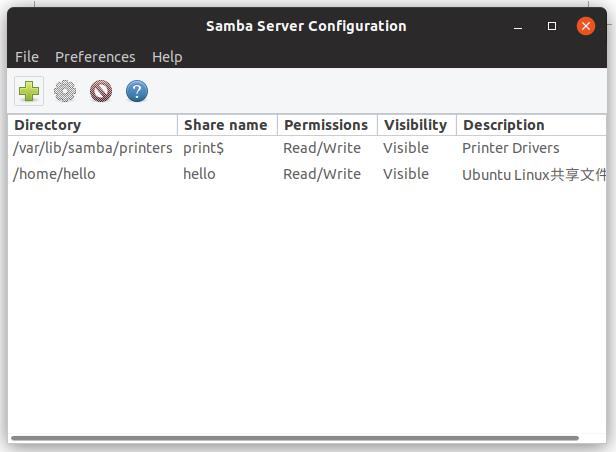 Samba Server Configuration
File Preferences Help
Directory Share name Permissions Visibility Description
/var/lib/samba/printers print$ Read/Write Visible Printer Drivers
/home/hello hello Read/Write Visible Ubuntu Linux共享文件